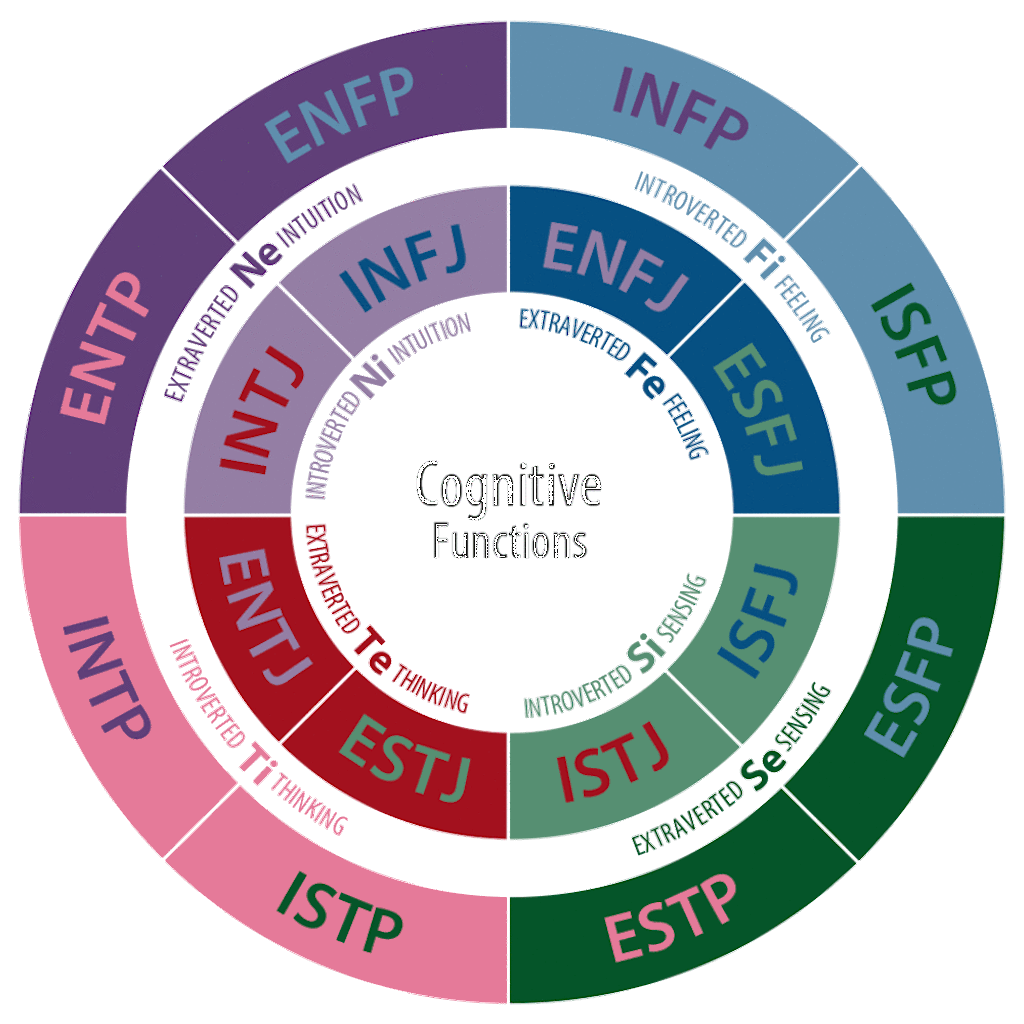 ENFP
INFP
ENTP
ISFP
EXTRAVERTED Ne INTUITION
INTROVERTED Fi FEELING
INFJ
ENFJ
INTJ
ESFJ
INTROVERTED Ni INTUITION
EXTRAVERTED Fe FEELING
Cognitive
Functions
EXTRAVERTED Te THINKING
INTROVERTED Si SENSING
ENTJ
ISFJ
ESTJ
ISTJ
INTROVERTED Ti THINKING
EXTRAVERTED Se SENSING
INTP
ESFP
ISTP
ESTP